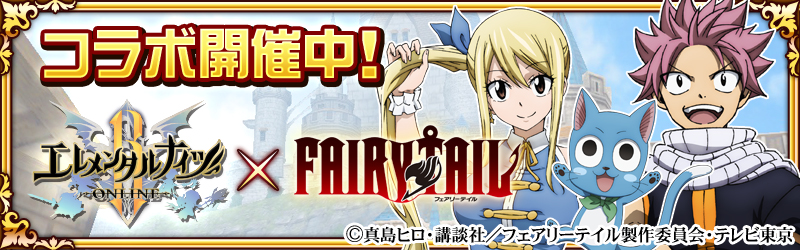 コラボ開催中!
エレメンタルナイツ
ONLINE
×
FAIRY TAIL
フェアリーテイル
©真島ヒロ・講談社／フェアリーテイル製作委員会・テレビ東京